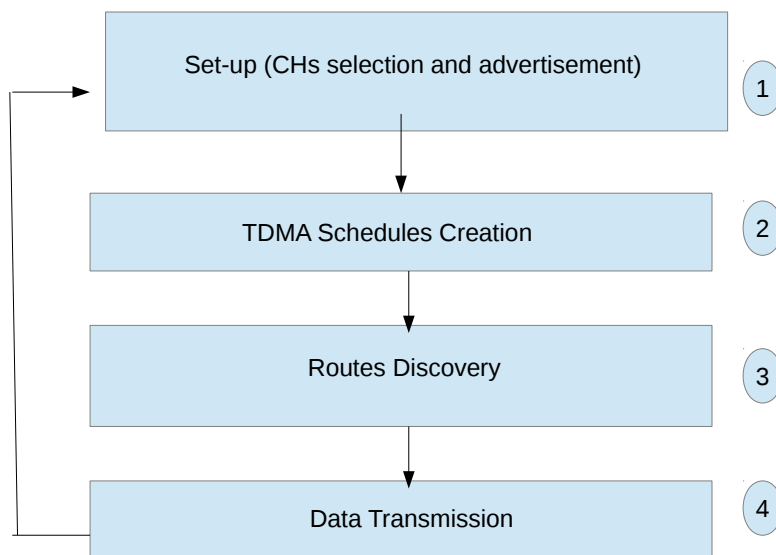 Set-up (CHs selection and advertisement)
1
TDMA Schedules Creation
2
Routes Discovery
3
Data Transmission
4